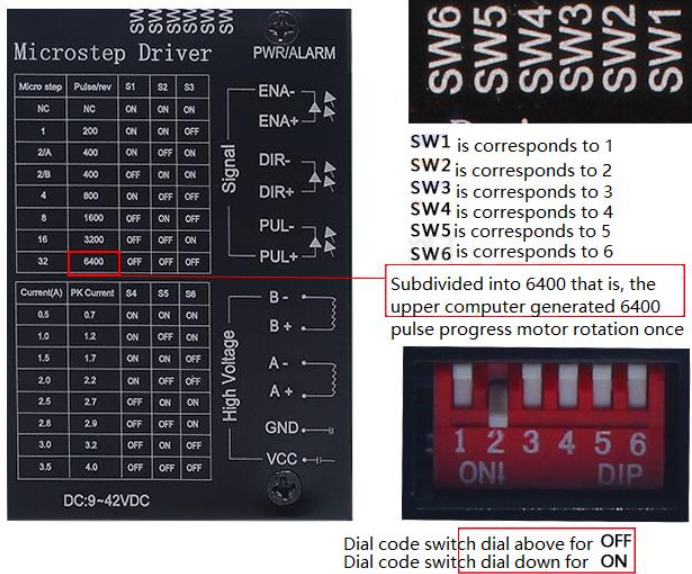 Microstep Driver
PWR/ALARM
Micro step Pulse/rev S1 S2 S3
NC NC ON ON ON
1 200 ON ON OFF
2/A 400 ON OFF ON
2/B 400 OFF ON ON
4 800 ON OFF OFF
8 1600 OFF ON OFF
16 3200 OFF OFF ON
32 6400 OFF OFF OFF
Current(A) PK Current S4 S5 S6
0.5 0.7 ON ON ON
1.0 1.2 ON OFF ON
1.5 1.7 ON ON OFF
2.0 2.2 ON OFF OFF
2.5 2.7 OFF ON ON
2.8 2.9 OFF OFF ON
3.0 3.2 OFF ON OFF
3.5 4.0 OFF OFF OFF
DC:9~42VDC
Signal
ENA-
ENA+
DIR-
DIR+
PUL-
PUL+
High Voltage
B -
B +
A -
A +
GND
VCC
SW6
SW5
SW4
SW3
SW2
SW1
SW1 is corresponds to 1
SW2 is corresponds to 2
SW3 is corresponds to 3
SW4 is corresponds to 4
SW5 is corresponds to 5
SW6 is corresponds to 6
Subdivided into 6400 that is, the
upper computer generated 6400
pulse progress motor rotation once
1 2 3 4 5 6
ON↓ DIP
Dial code switch dial above for OFF
Dial code switch dial down for ON